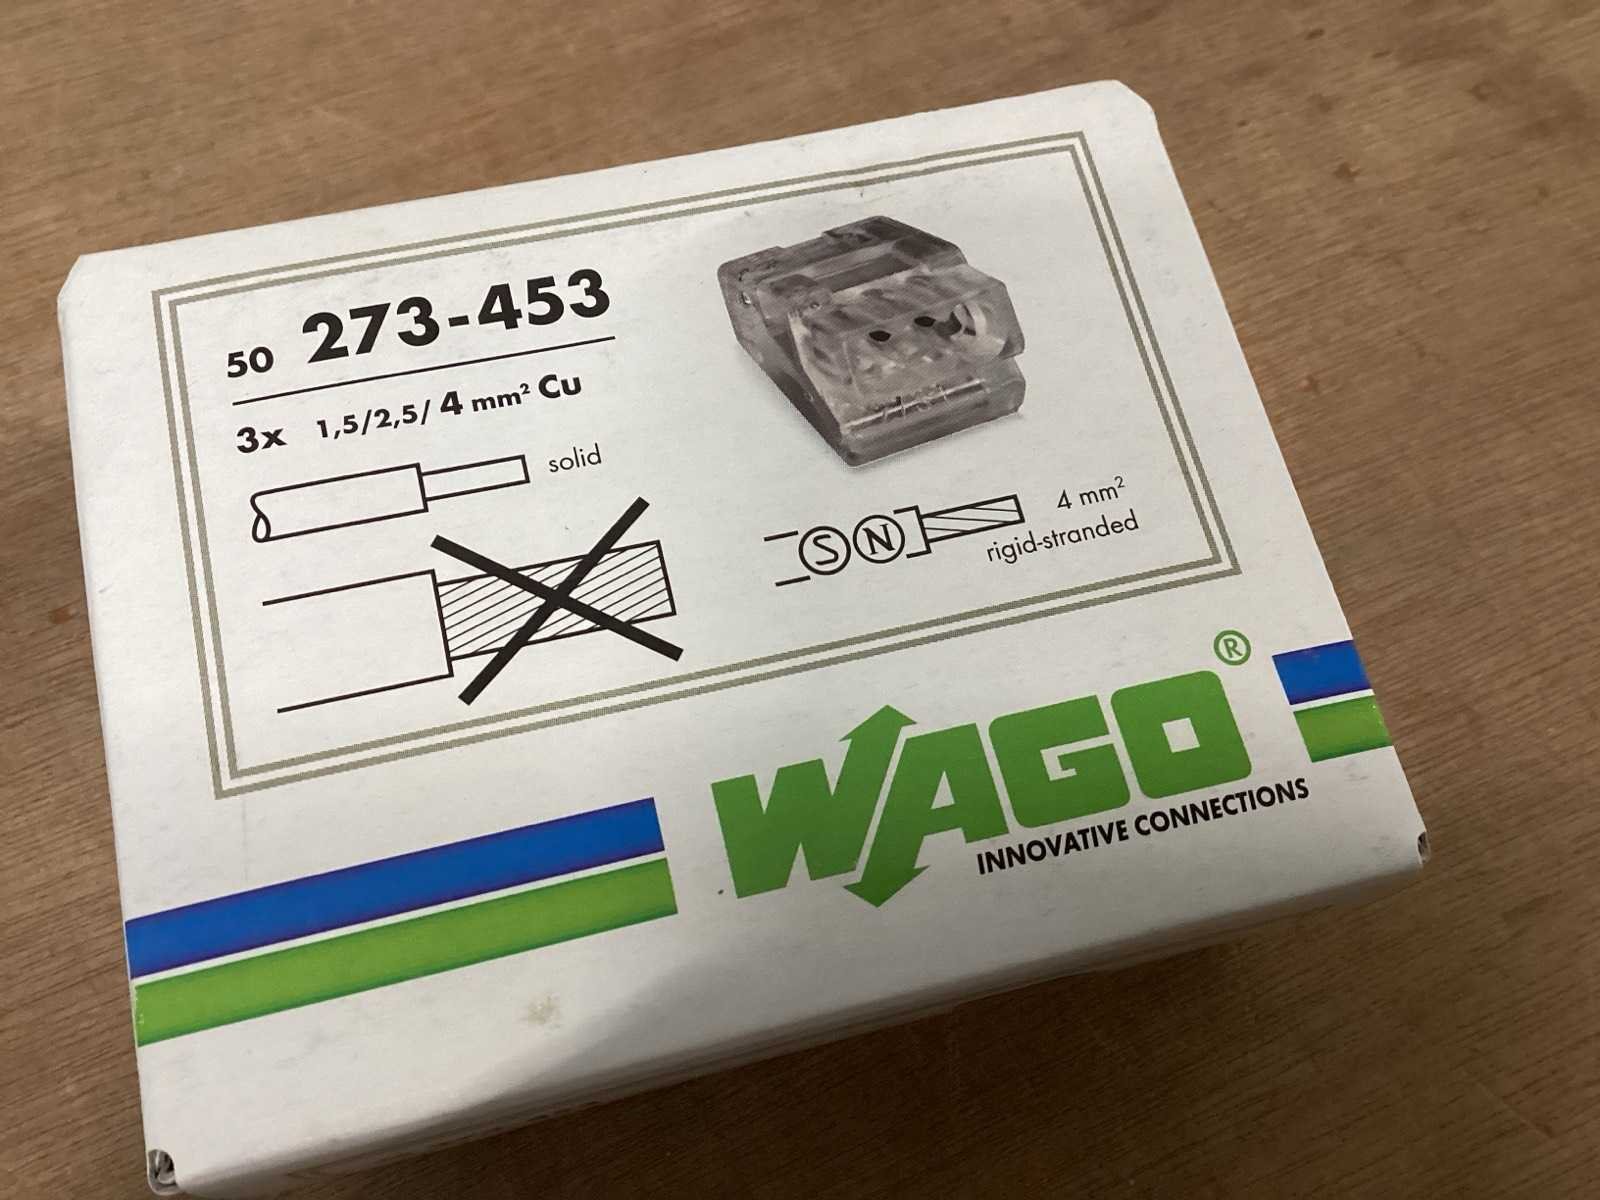 50 273-453
3x 1,5/2,5/4 mm² Cu
solid
S N 4 mm²
rigid-stranded
WAGO®
INNOVATIVE CONNECTIONS